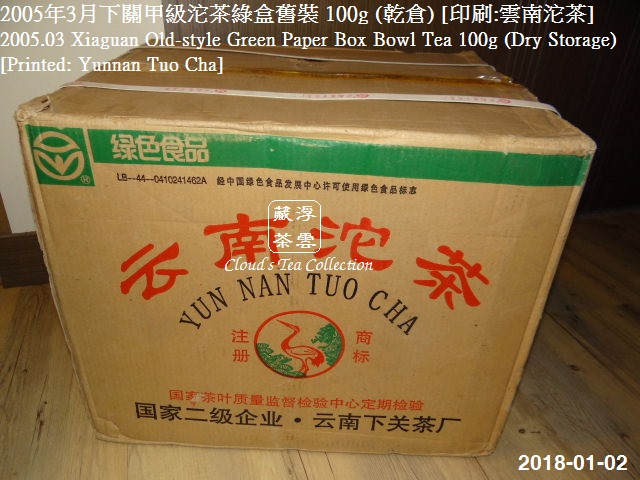 2005年3月下關甲級沱茶綠盒舊裝 100g (乾倉) [印刷:雲南沱茶]
2005.03 Xiaguan Old-style Green Paper Box Bowl Tea 100g (Dry Storage)
[Printed: Yunnan Tuo Cha]
绿色食品
®
LB--44--0410241462A 经中国绿色食品发展中心许可使用绿色食品标志
藏浮
茶雲
Cloud's Tea Collection
云南沱茶
YUN NAN TUO CHA
注册 商标
国家茶叶质量监督检验中心定期检验
国家二级企业·云南下关茶厂
2018-01-02